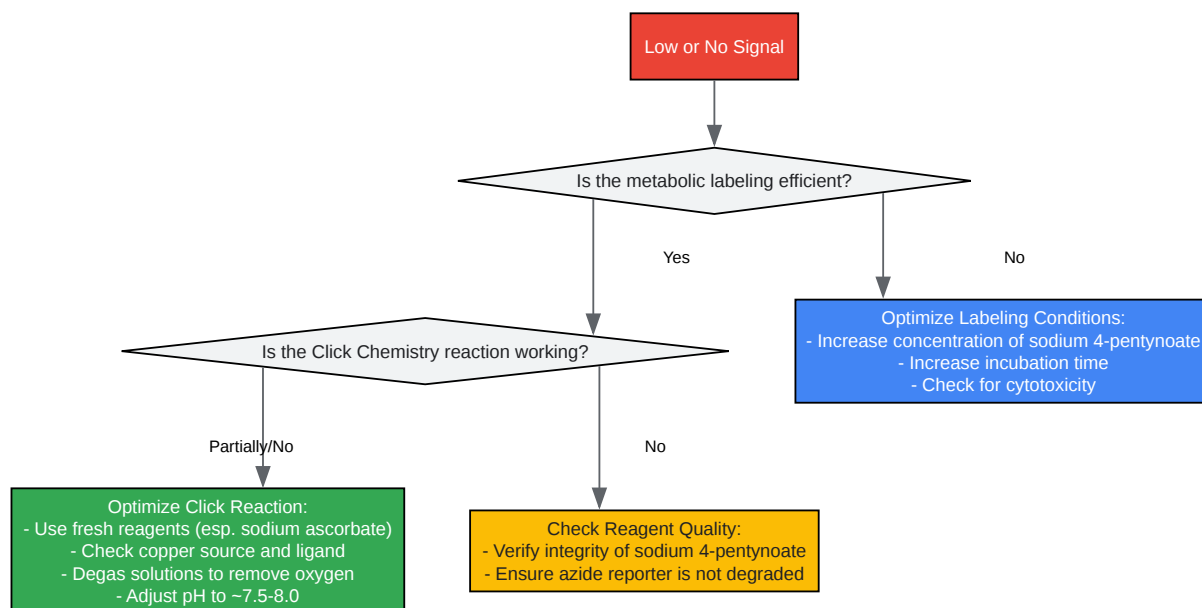 Low or No Signal
Is the metabolic labeling efficient?
Yes
No
Optimize Labeling Conditions:
- Increase concentration of sodium 4-pentynoate
- Increase incubation time
- Check for cytotoxicity
Is the Click Chemistry reaction working?
Partially/No
No
Optimize Click Reaction:
- Use fresh reagents (esp. sodium ascorbate)
- Check copper source and ligand
- Degas solutions to remove oxygen
- Adjust pH to ~7.5-8.0
Check Reagent Quality:
- Verify integrity of sodium 4-pentynoate
- Ensure azide reporter is not degraded